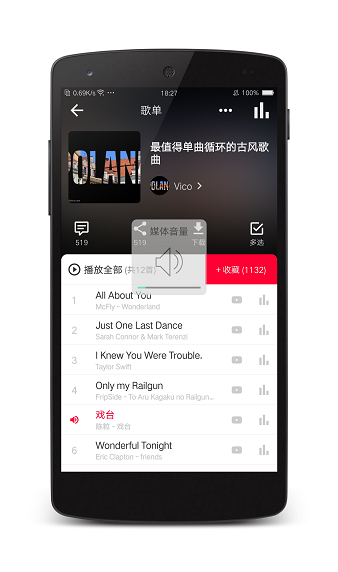 0.69K/s ···
18:27
100%
歌单
最值得单曲循环的古风歌曲
POLAN
Vico
519
519
下载
多选
媒体音量
播放全部 (共12首)
+ 收藏 (1132)
1
All About You
McFly - Wonderland
2
Just One Last Dance
Sarah Connor & Mark Terenzi
3
I Knew You Were Trouble.
Taylor Swift
4
Only my Railgun
FripSide - To Aru Kagaku no Railgun...
戏台
陈粒 - 戏台
6
Wonderful Tonight
Eric Clapton - friends